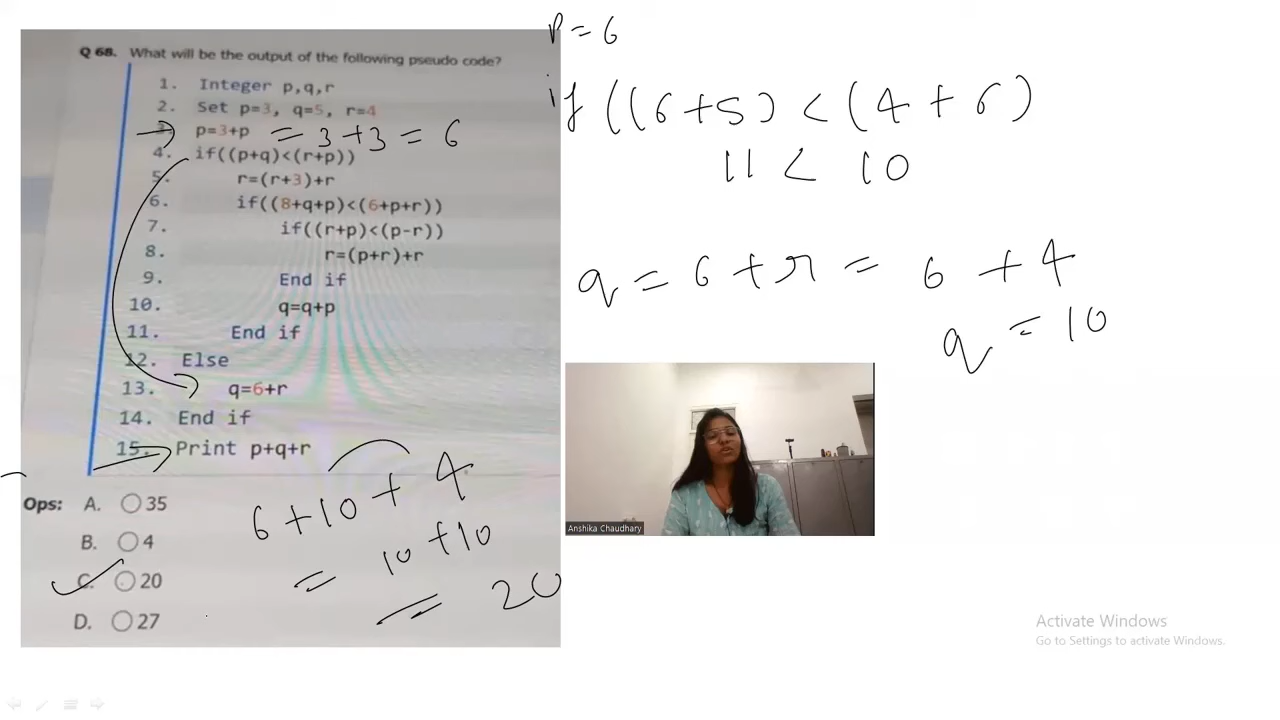 Q 68. What will be the output of the following pseudo code?
1. Integer p,q,r
2. Set p=3, q=5, r=4
3. p=3+p = 3+3 = 6
4. if((p+q)<(r+p))
5. r=(r+3)+r
6. if((8+q+p)<(6+p+r))
7. if((r+p)<(p-r))
8. r=(p+r)+r
9. End if
10. q=q+p
11. End if
12. Else
13. q=6+r
14. End if
15. Print p+q+r
Ops: A. 35
B. 4
C. 20
D. 27
6+10+4
= 10+10
= 20
P = 6
if ((6+5) < (4+6)
11 < 10
q = 6+r = 6+4
q = 10
Anshika Chaudhary
Activate Windows
Go to Settings to activate Windows.